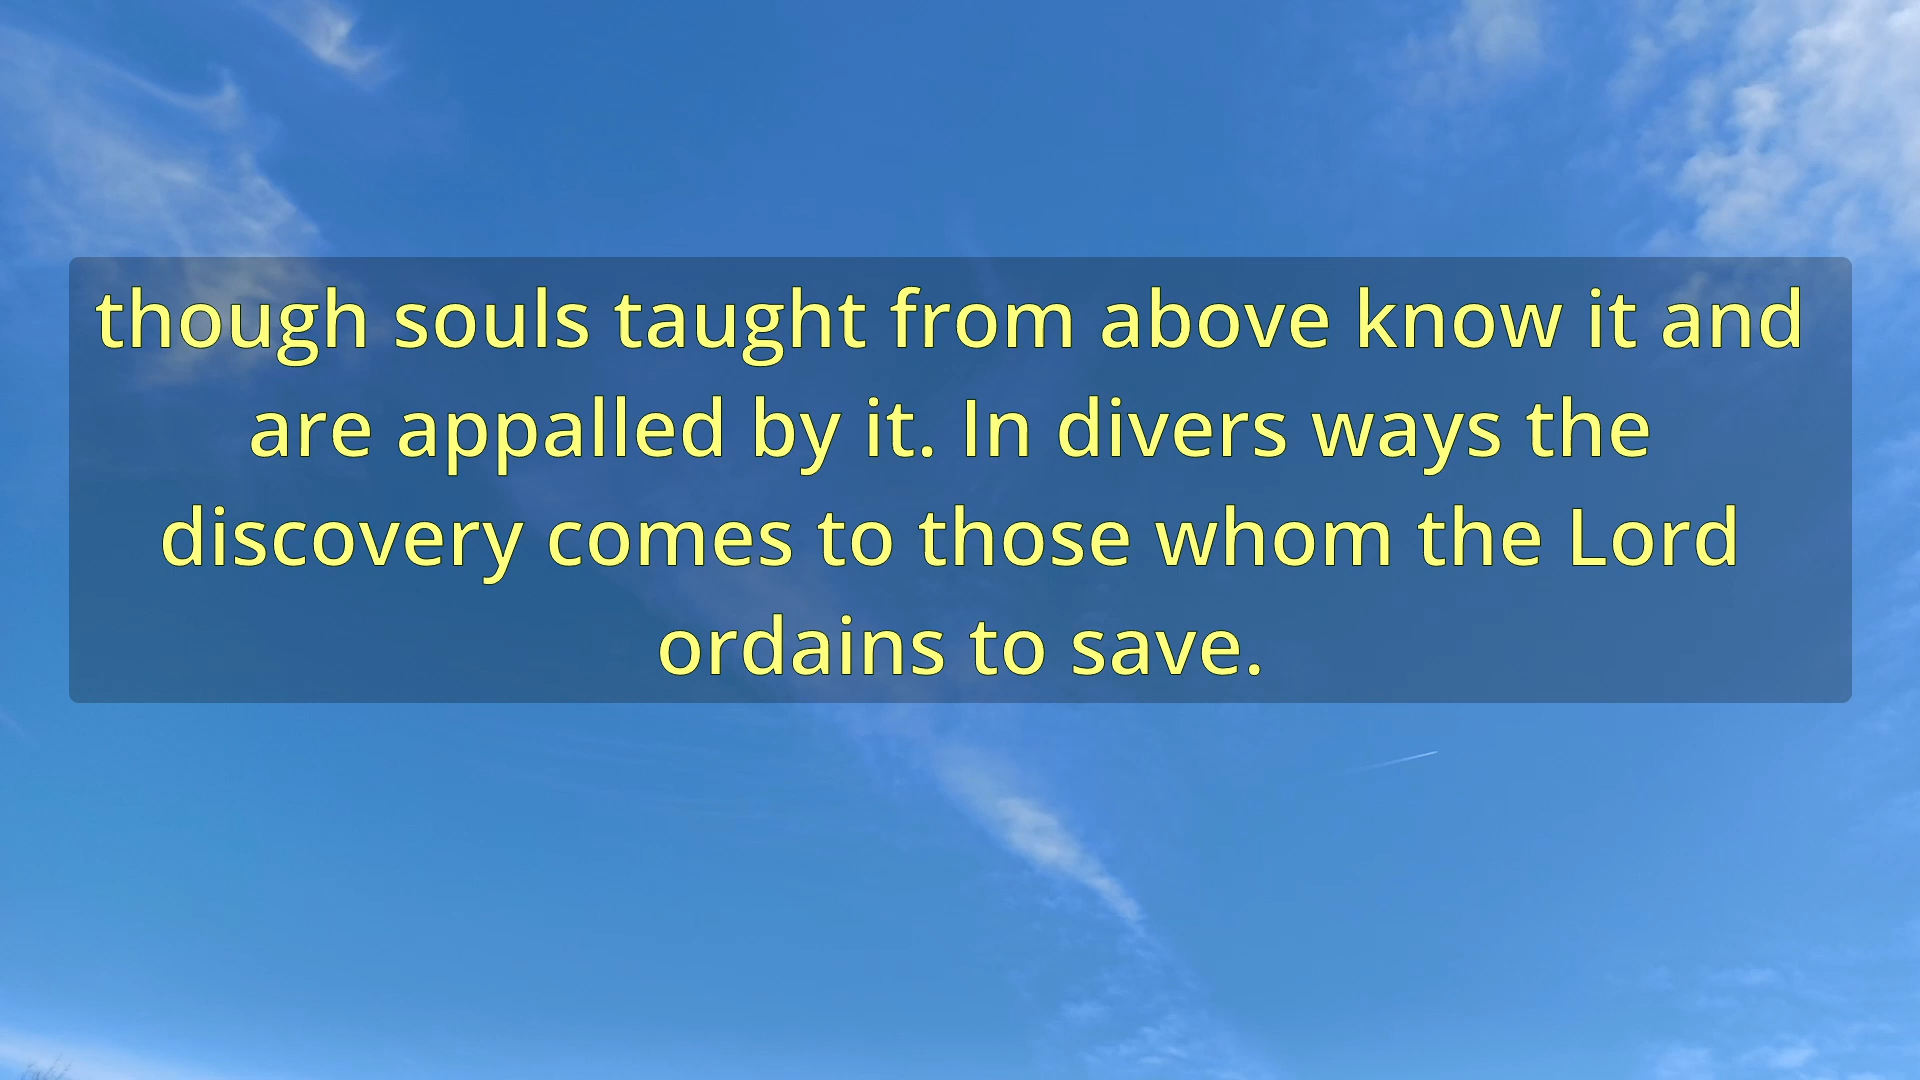 though souls taught from above know it and
are appalled by it. In divers ways the
discovery comes to those whom the Lord
ordains to save.